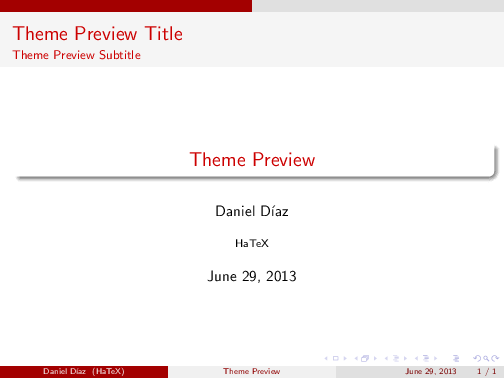 Theme Preview Title
Theme Preview Subtitle
Theme Preview
Daniel Díaz
HaTeX
June 29, 2013
Daniel Díaz (HaTeX) Theme Preview June 29, 2013 1 / 1